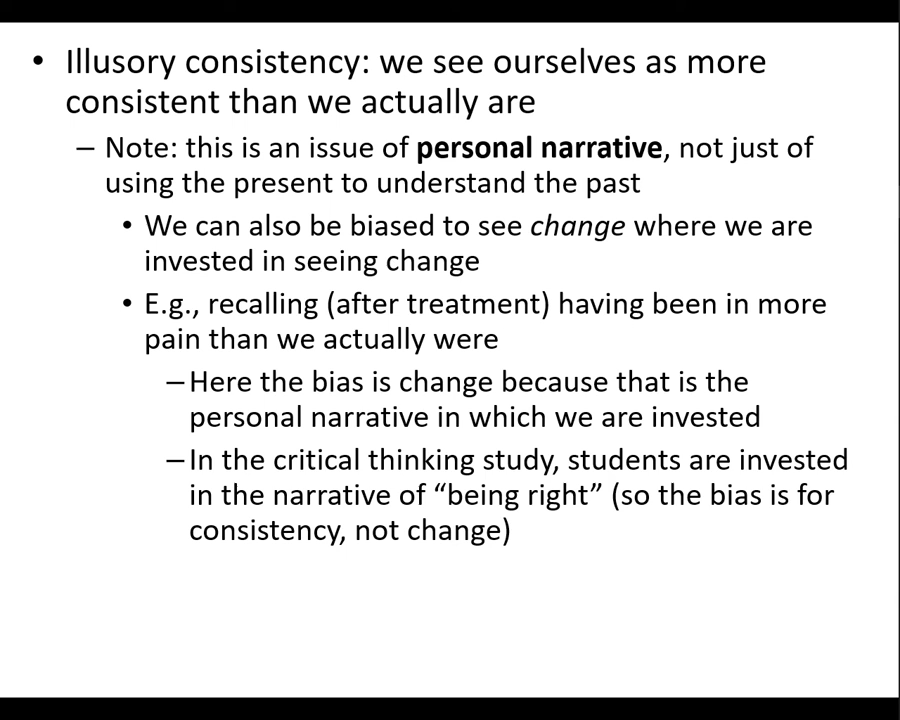 • Illusory consistency: we see ourselves as more
consistent than we actually are
– Note: this is an issue of personal narrative, not just of
using the present to understand the past
• We can also be biased to see change where we are
invested in seeing change
• E.g., recalling (after treatment) having been in more
pain than we actually were
– Here the bias is change because that is the
personal narrative in which we are invested
– In the critical thinking study, students are invested
in the narrative of “being right” (so the bias is for
consistency, not change)